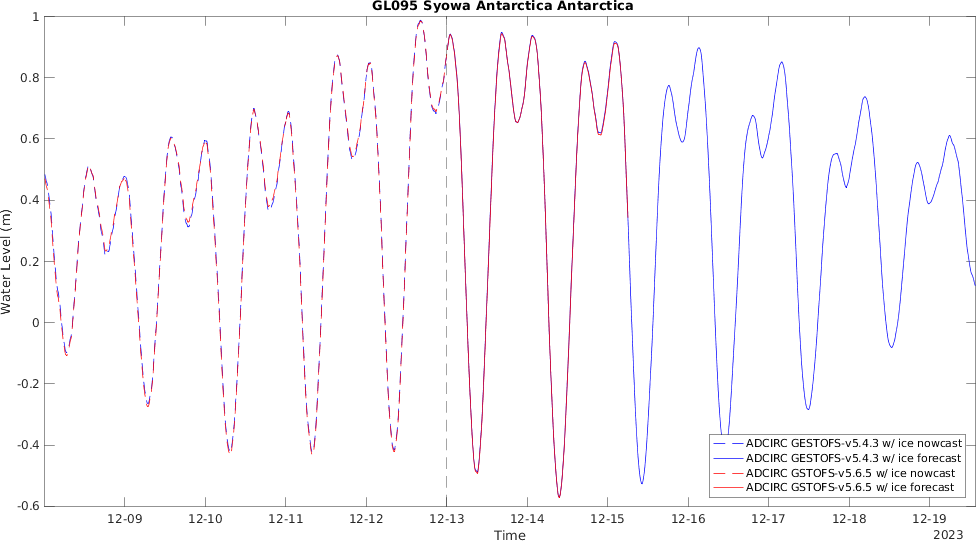 GL095 Syowa Antarctica Antarctica
1
0.8
0.6
0.4
0.2
0
-0.2
-0.4
-0.6
Water Level (m)
ADCIRC GESTOFS-v5.4.3 w/ ice nowcast
ADCIRC GESTOFS-v5.4.3 w/ ice forecast
ADCIRC GSTOFS-v5.6.5 w/ ice nowcast
ADCIRC GSTOFS-v5.6.5 w/ ice forecast
12-09 12-10 12-11 12-12 12-13 12-14 12-15 12-16 12-17 12-18 12-19
2023
Time